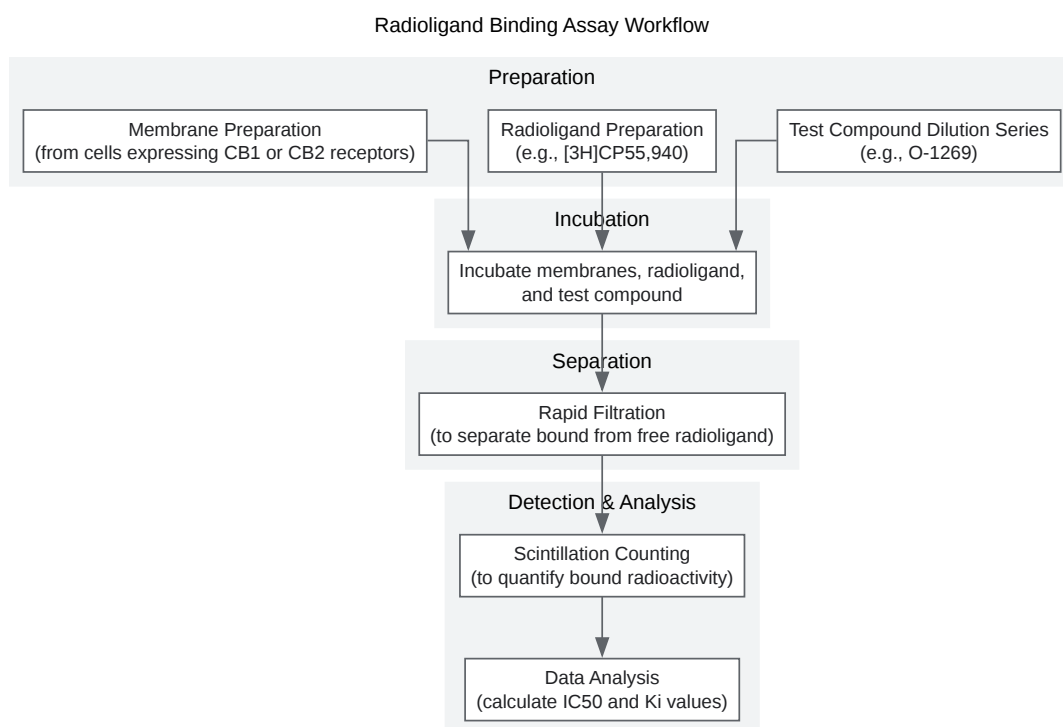 Radioligand Binding Assay Workflow
Preparation
Membrane Preparation
(from cells expressing CB1 or CB2 receptors)
Radioligand Preparation
(e.g., [3H]CP55,940)
Test Compound Dilution Series
(e.g., O-1269)
Incubation
Incubate membranes, radioligand,
and test compound
Separation
Rapid Filtration
(to separate bound from free radioligand)
Detection & Analysis
Scintillation Counting
(to quantify bound radioactivity)
Data Analysis
(calculate IC50 and Ki values)